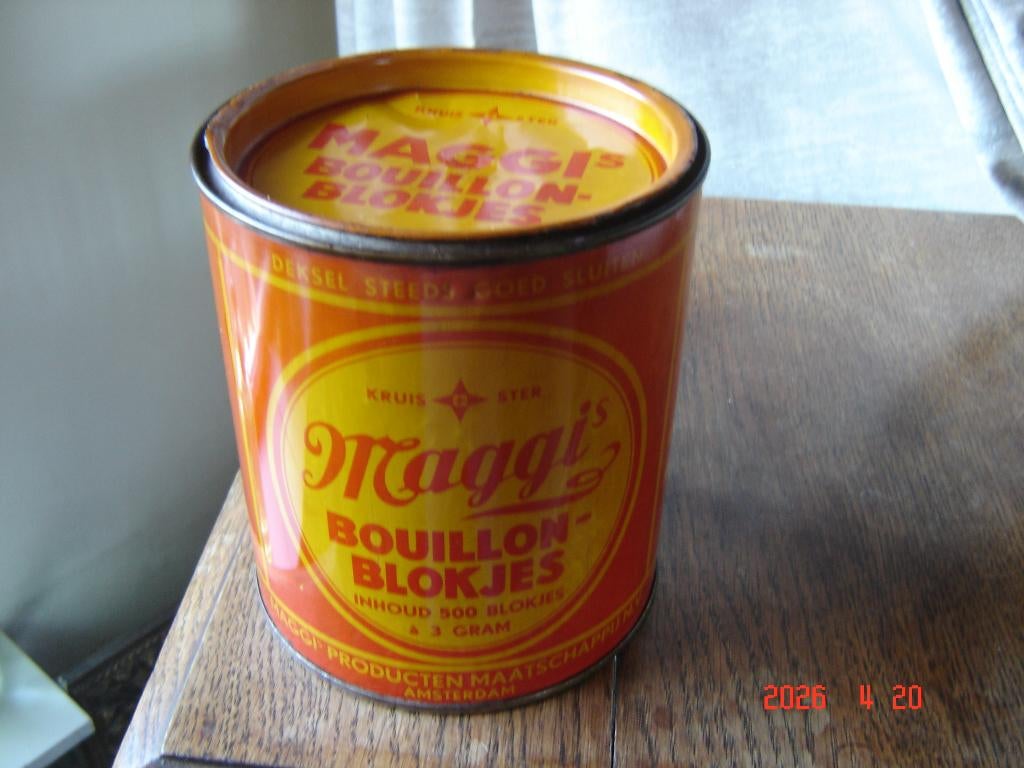 KRUIS STER
MAGGI's
BOUILLON-
BLOKJES
DEKSEL STEEDS GOED SLUITEN
KRUIS STER
Maggi's
BOUILLON-
BLOKJES
INHOUD 500 BLOKJES
à 3 GRAM
MAGGI'S PRODUCTEN MAATSCHAPPIJ N.V.
AMSTERDAM
2026 4 20